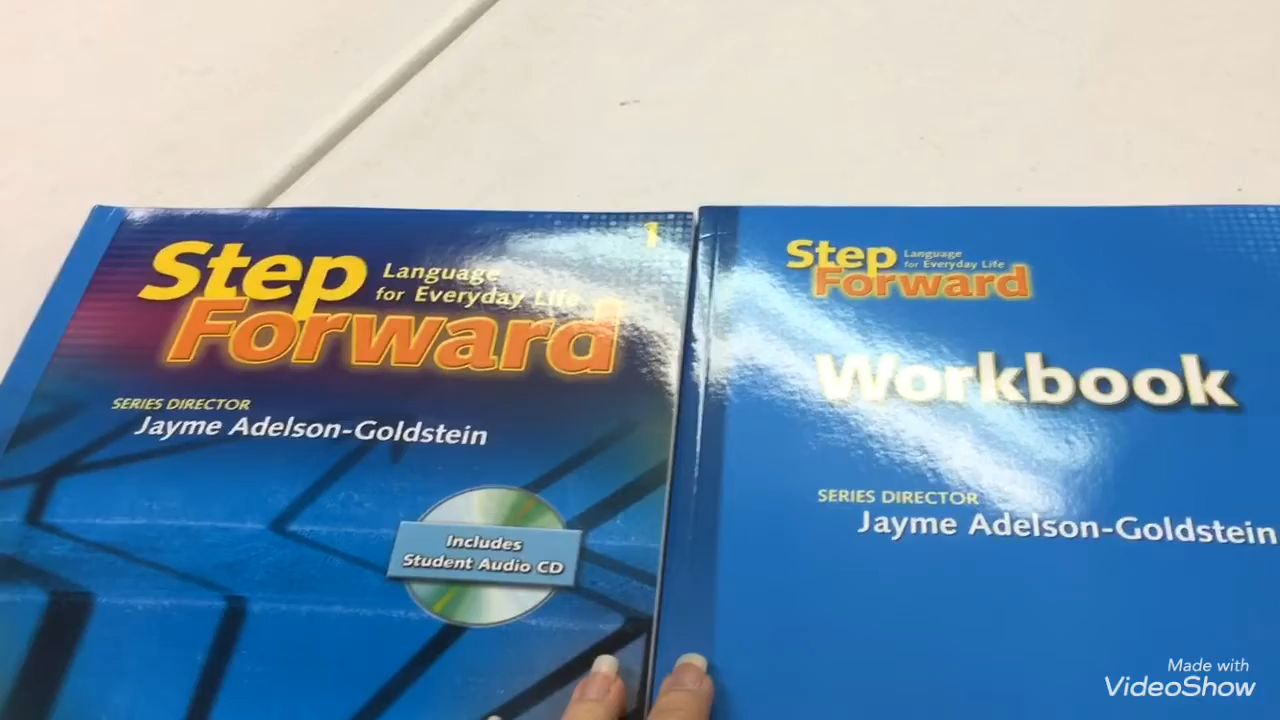 1
Step
Language
for Everyday Life
Forward
SERIES DIRECTOR
Jayme Adelson-Goldstein
Includes
Student Audio CD
Step
Language
for Everyday Life
Forward
Workbook
SERIES DIRECTOR
Jayme Adelson-Goldstein
Made with
VideoShow